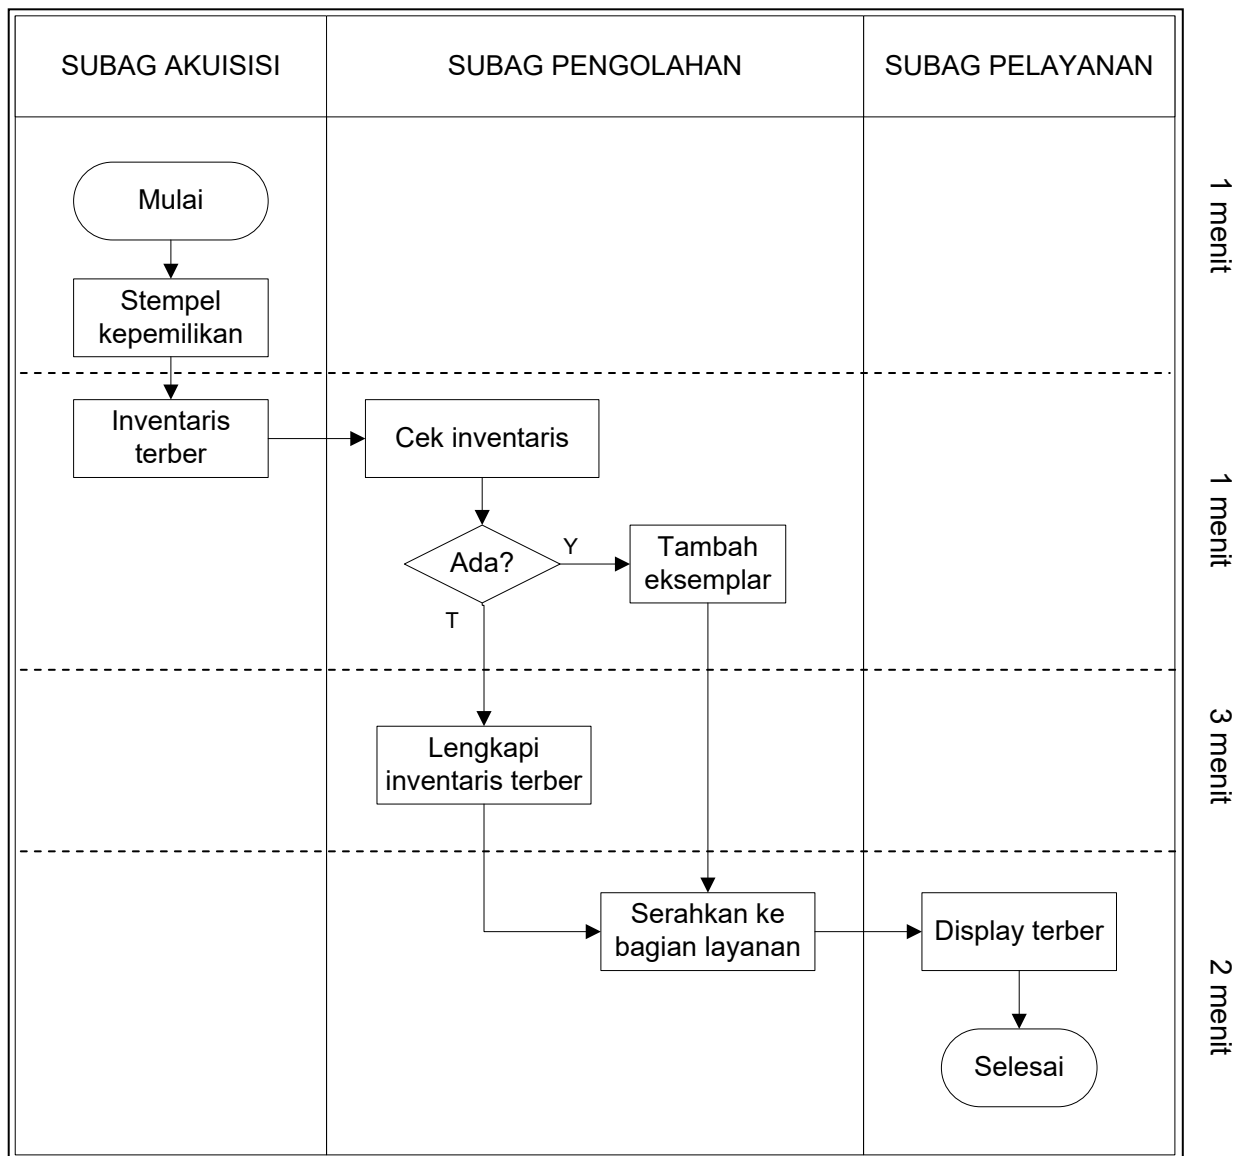 SUBAG AKUISISI
SUBAG PENGOLAHAN
SUBAG PELAYANAN
Mulai
1 menit
Stempel
kepemilikan
Inventaris
terber
Cek inventaris
1 menit
Ada?
Y
Tambah
eksemplar
T
Lengkapi
inventaris terber
3 menit
Serahkan ke
bagian layanan
Display terber
2 menit
Selesai